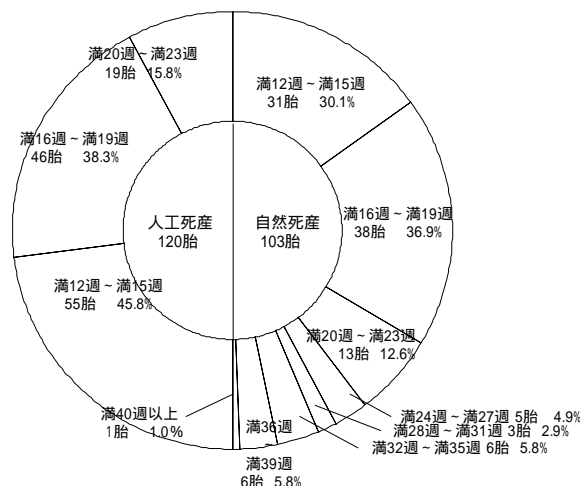 満20週～満23週
19胎 15.8%
満12週～満15週
31胎 30.1%
満16週～満19週
46胎 38.3%
満16週～満19週
38胎 36.9%
人工死産
120胎
自然死産
103胎
満12週～満15週
55胎 45.8%
満20週～満23週
13胎 12.6%
満40週以上
1胎 1.0%
満36週
～
満39週
6胎 5.8%
満24週～満27週 5胎 4.9%
満28週～満31週 3胎 2.9%
満32週～満35週 6胎 5.8%